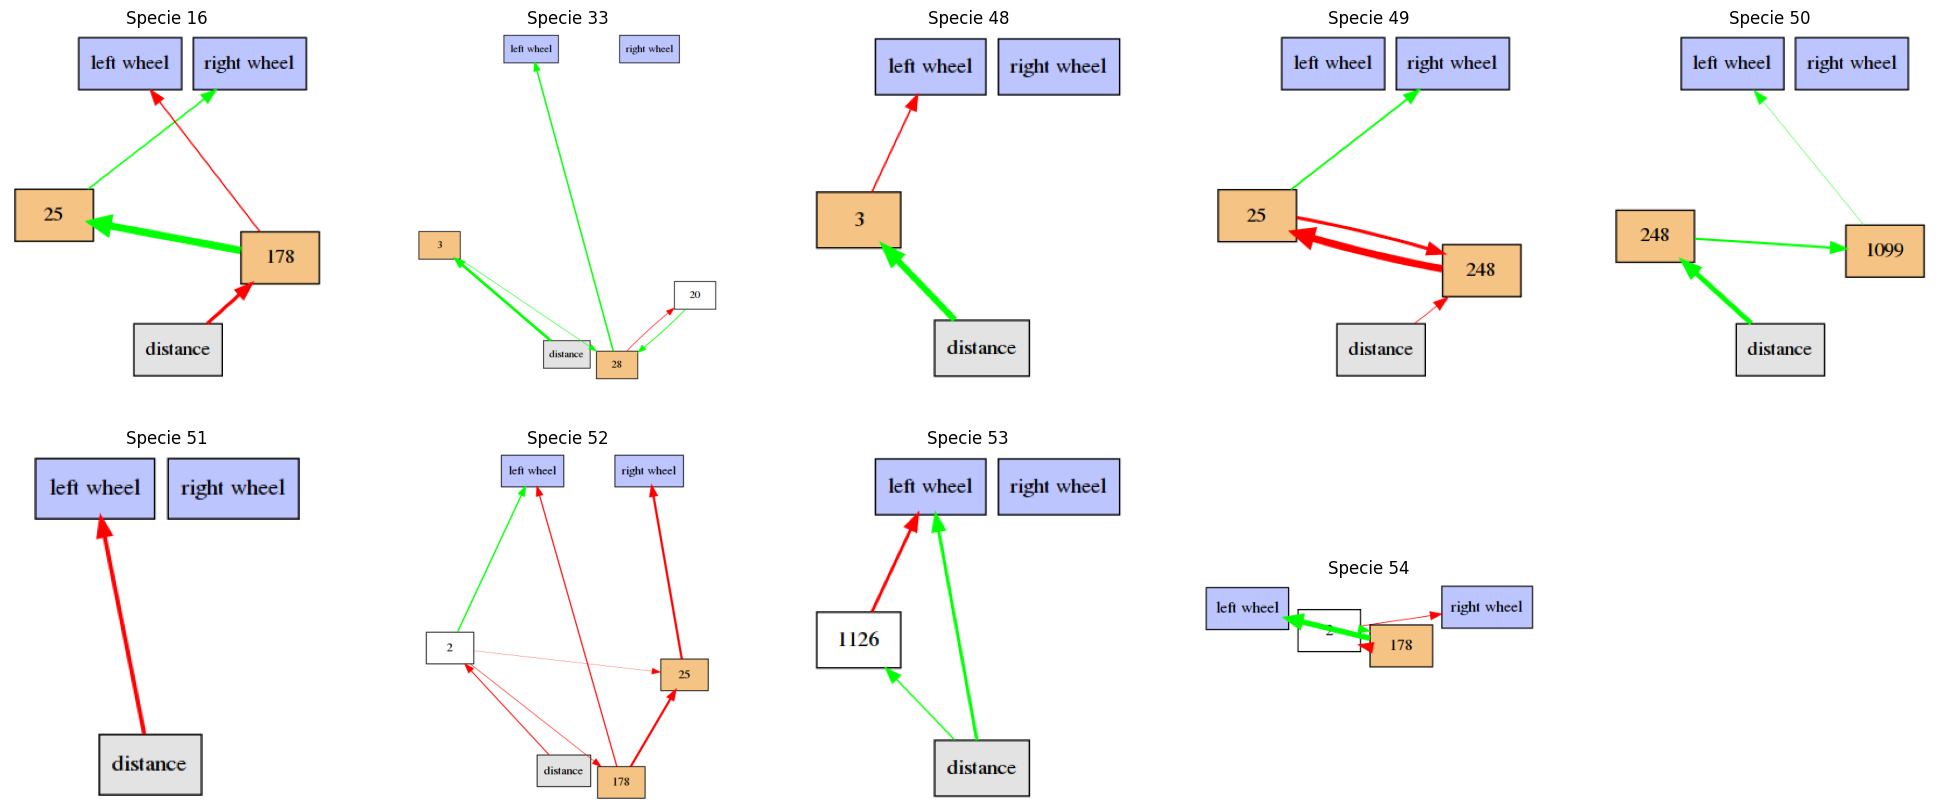 Specie 16
left wheel
right wheel
25
178
distance
Specie 33
left wheel
right wheel
3
20
distance
28
Specie 48
left wheel
right wheel
3
distance
Specie 49
left wheel
right wheel
25
248
distance
Specie 50
left wheel
right wheel
248
1099
distance
Specie 51
left wheel
right wheel
distance
Specie 52
left wheel
right wheel
2
25
distance
178
Specie 53
left wheel
right wheel
1126
distance
Specie 54
left wheel
2
right wheel
178